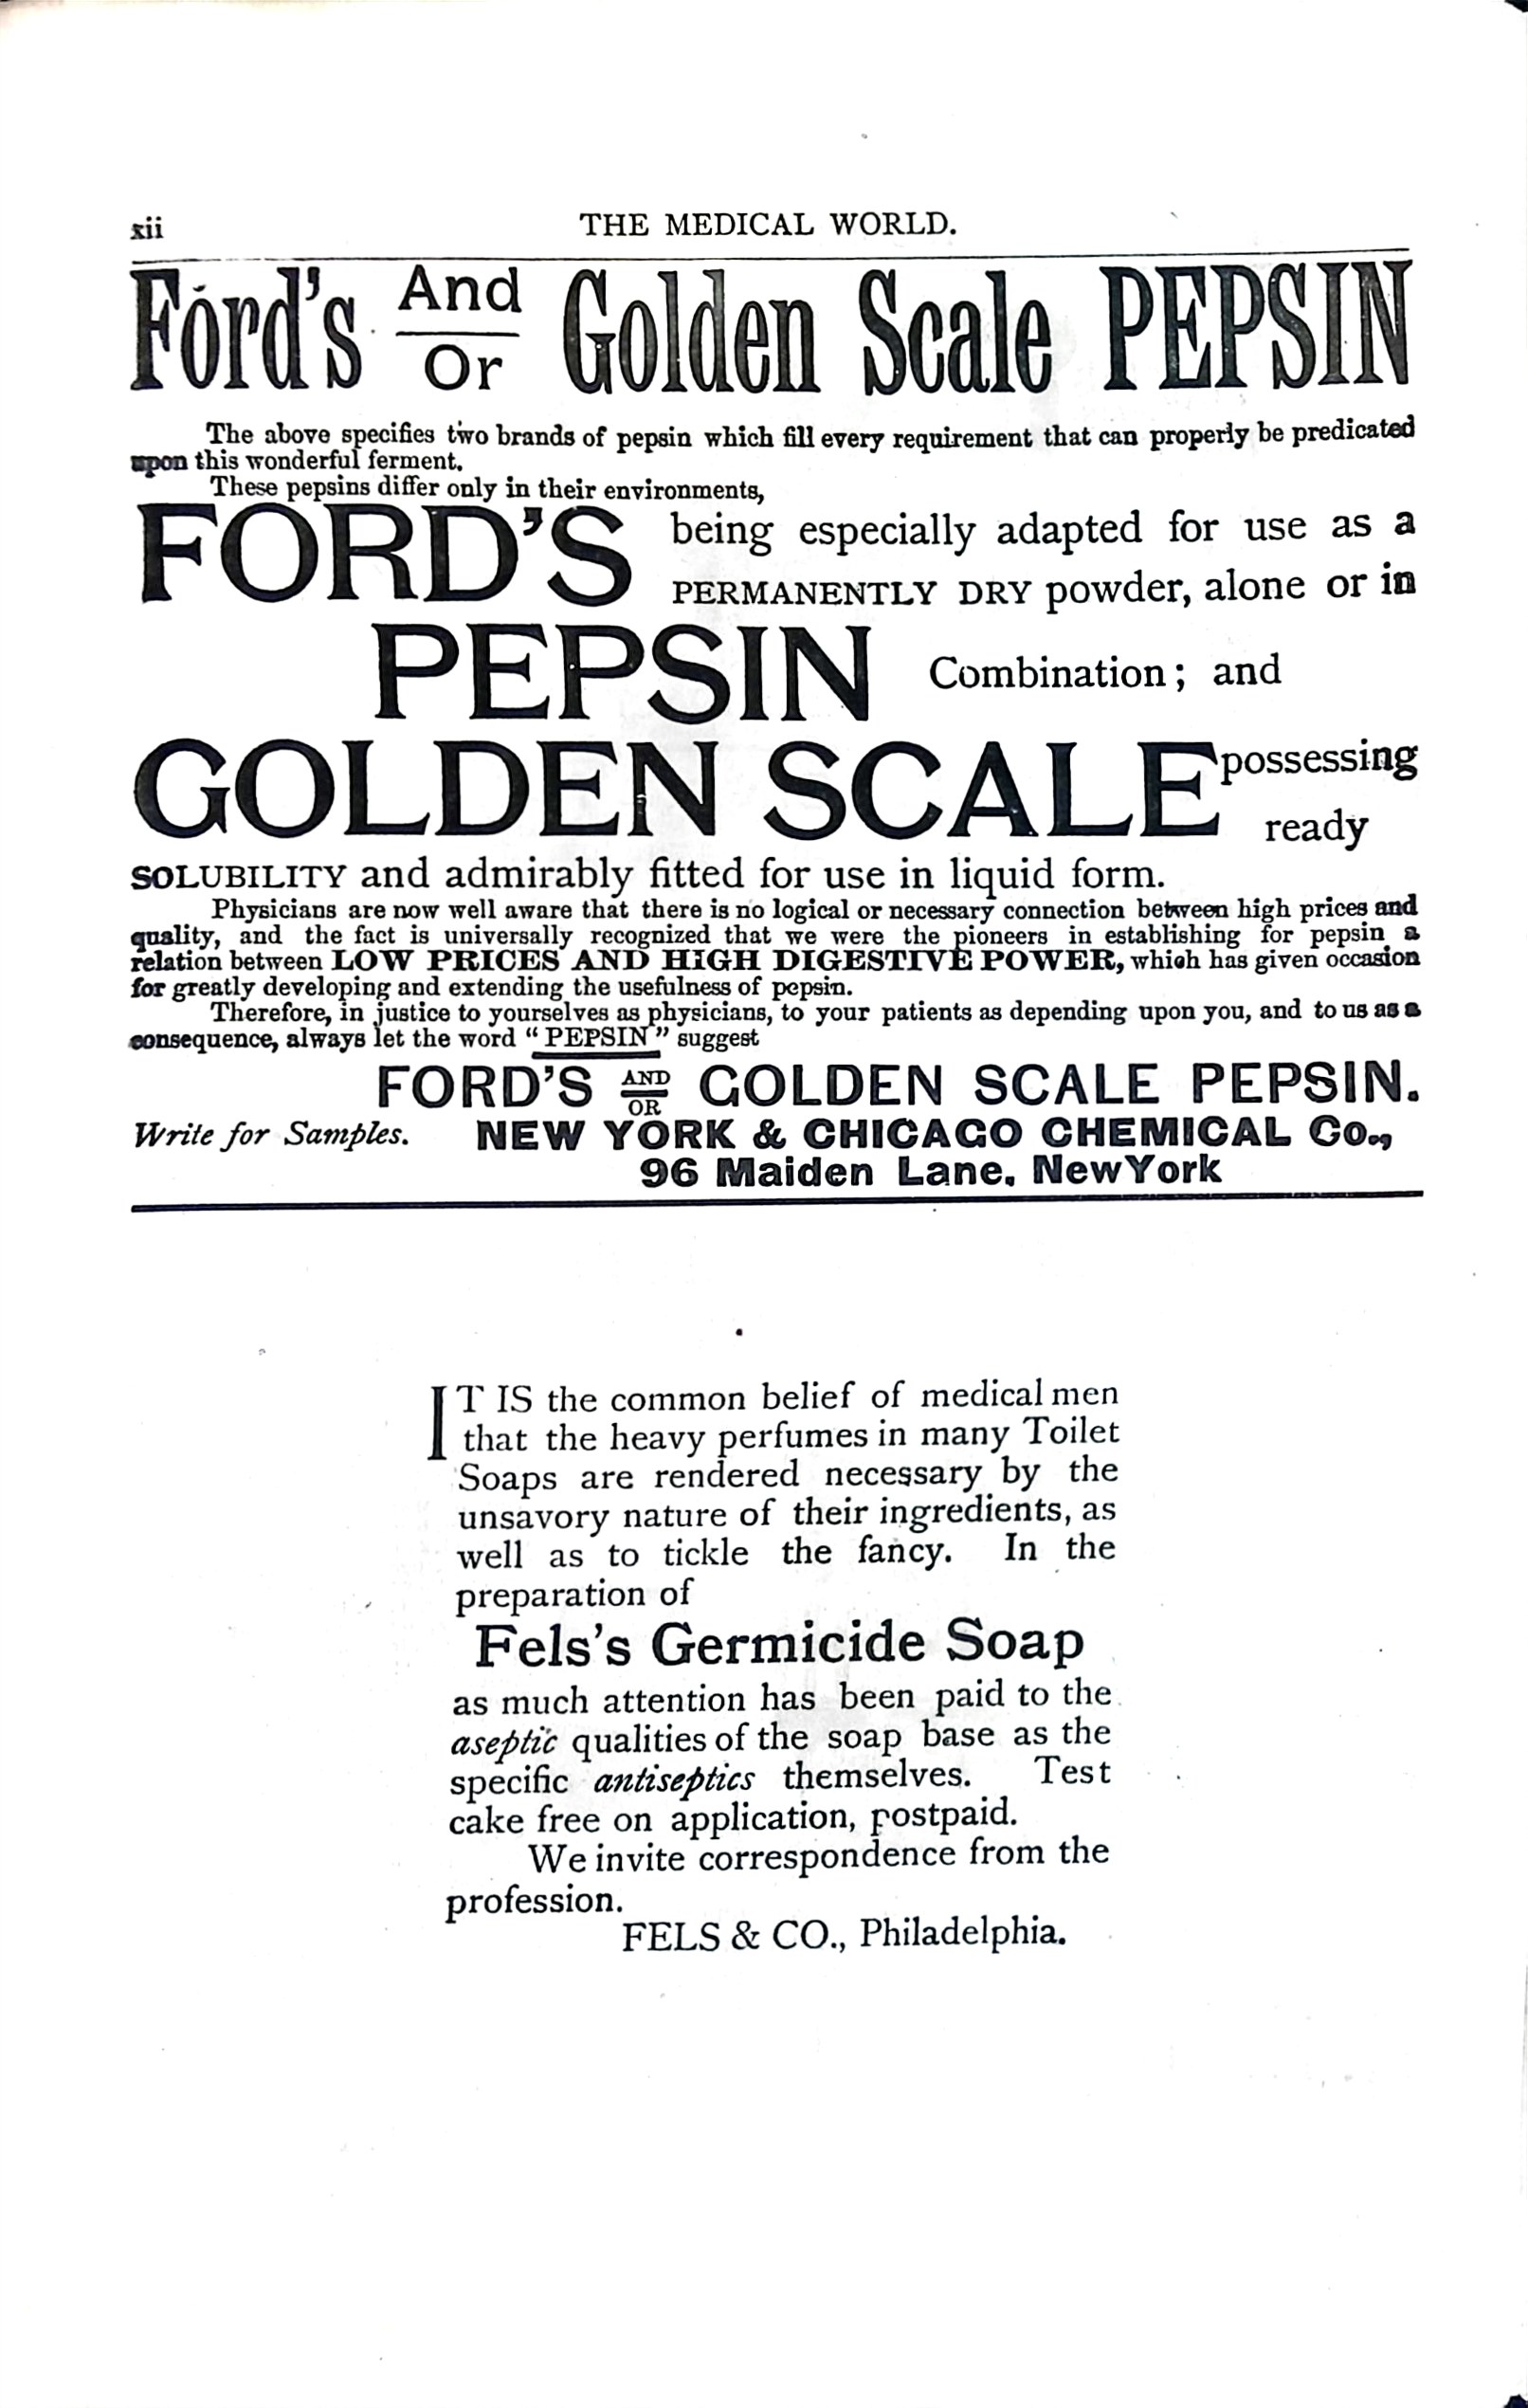 xii THE MEDICAL WORLD.
Ford's And/Or Golden Scale PEPSIN
The above specifies two brands of pepsin which fill every requirement that can properly be predicated
upon this wonderful ferment.
These pepsins differ only in their environments,
FORD'S being especially adapted for use as a
PERMANENTLY DRY powder, alone or in
PEPSIN Combination; and
GOLDEN SCALE possessing
ready
SOLUBILITY and admirably fitted for use in liquid form.
Physicians are now well aware that there is no logical or necessary connection between high prices and
quality, and the fact is universally recognized that we were the pioneers in establishing for pepsin a
relation between LOW PRICES AND HIGH DIGESTIVE POWER, which has given occasion
for greatly developing and extending the usefulness of pepsin.
Therefore, in justice to yourselves as physicians, to your patients as depending upon you, and to us as a
consequence, always let the word "PEPSIN" suggest
FORD'S AND/OR GOLDEN SCALE PEPSIN.
Write for Samples. NEW YORK & CHICAGO CHEMICAL Co.,
96 Maiden Lane, New York
IT IS the common belief of medical men
that the heavy perfumes in many Toilet
Soaps are rendered necessary by the
unsavory nature of their ingredients, as
well as to tickle the fancy. In the
preparation of
Fels's Germicide Soap
as much attention has been paid to the
aseptic qualities of the soap base as the
specific antiseptics themselves. Test
cake free on application, postpaid.
We invite correspondence from the
profession.
FELS & CO., Philadelphia.